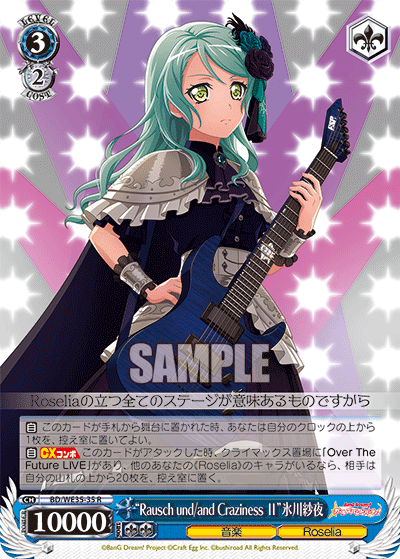 LEVEL
3
2
COST
ESP
SAMPLE
Roseliaの立つ全てのステージが意味あるものですから
自 このカードが手札から舞台に置かれた時、あなたは自分のクロックの上から
1枚を、控え室に置いてよい。
自 CXコンボ このカードがアタックした時、クライマックス置場に「Over The
Future LIVE」があり、他のあなたの《Roselia》のキャラがいるなら、相手
は自分の山札の上から20枚を、控え室に置く。
CH BD/WE35-35 R
10000
"Rausch und/and Craziness Ⅱ"氷川紗夜
音楽
Roselia
©BanG Dream! Project ©Craft Egg Inc. ©bushiroad All Rights Reserved.